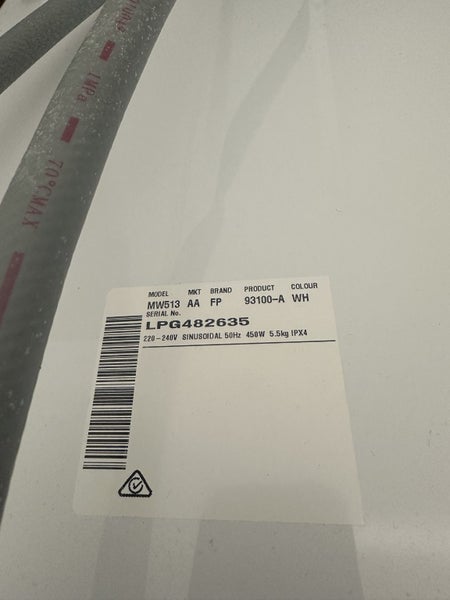 1MPa
70°CMAX
MODEL MKT BRAND PRODUCT COLOUR
MW513 AA FP 93100-A WH
SERIAL No.
LPG482635
220-240V SINUSOIDAL 50Hz 450W 5.5kg IPX4